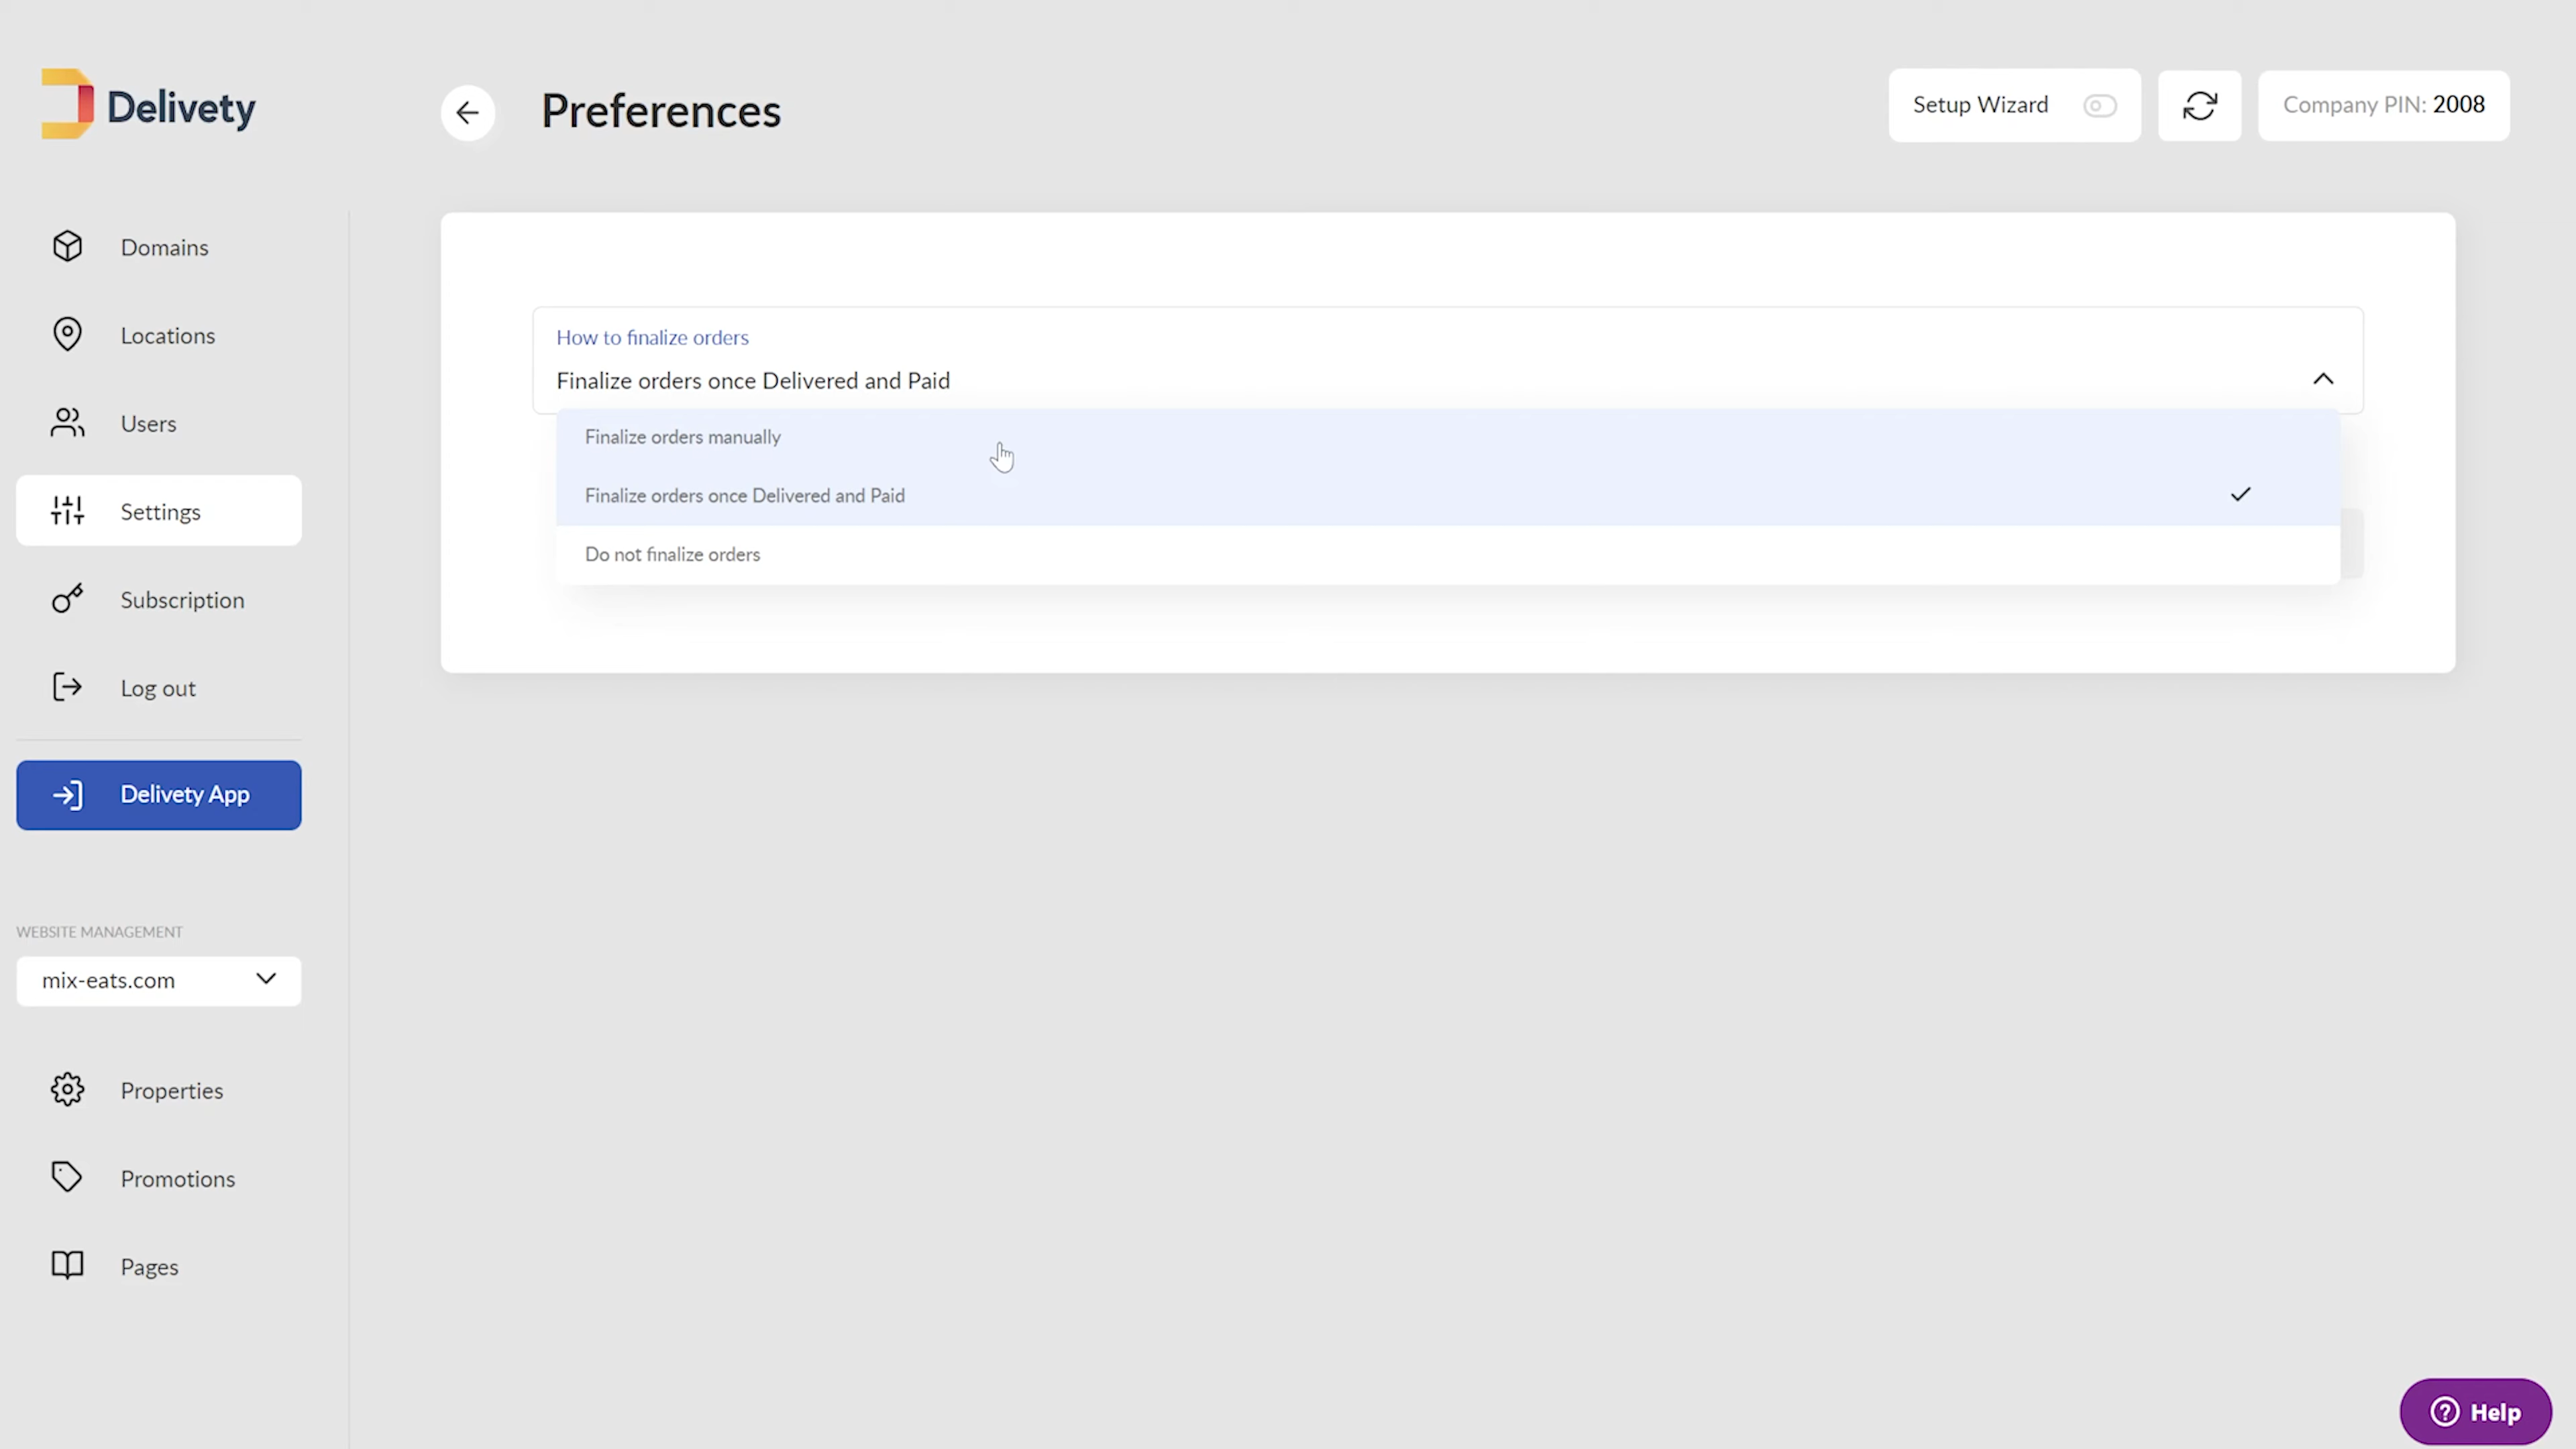 Delivety
Preferences
Setup Wizard
Company PIN: 2008
Domains
Locations
Users
Settings
Subscription
Log out
Delivety App
WEBSITE MANAGEMENT
mix-eats.com
Properties
Promotions
Pages
How to finalize orders
Finalize orders once Delivered and Paid
Finalize orders manually
Finalize orders once Delivered and Paid
Do not finalize orders
Help